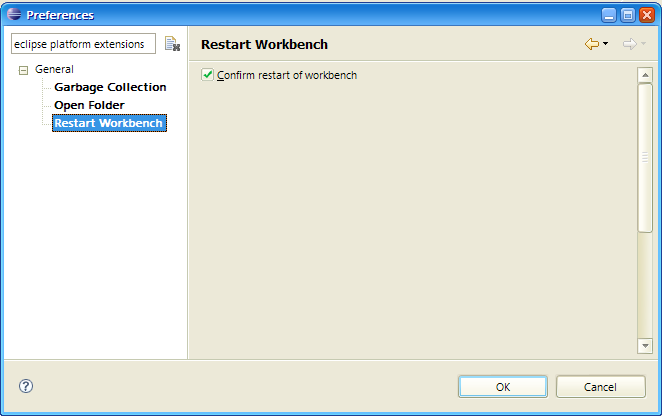 Preferences
eclipse platform extensions
Restart Workbench
General
Confirm restart of workbench
Garbage Collection
Open Folder
Restart Workbench
OK
Cancel